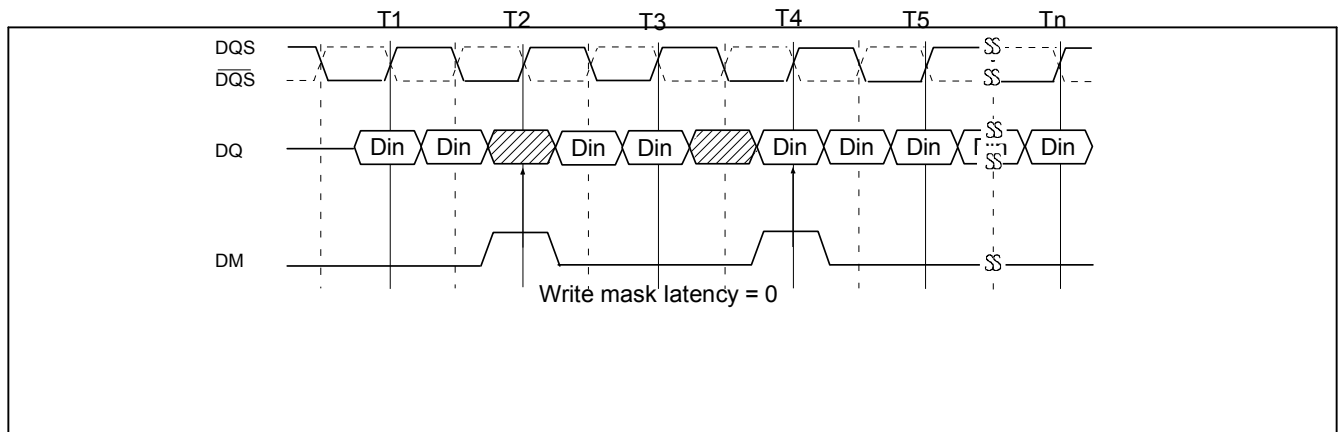 T1 T2 T3 T4 T5 Tn
DQS
DQS
DQ Din Din Din Din Din Din Din Din Din
DM
Write mask latency = 0